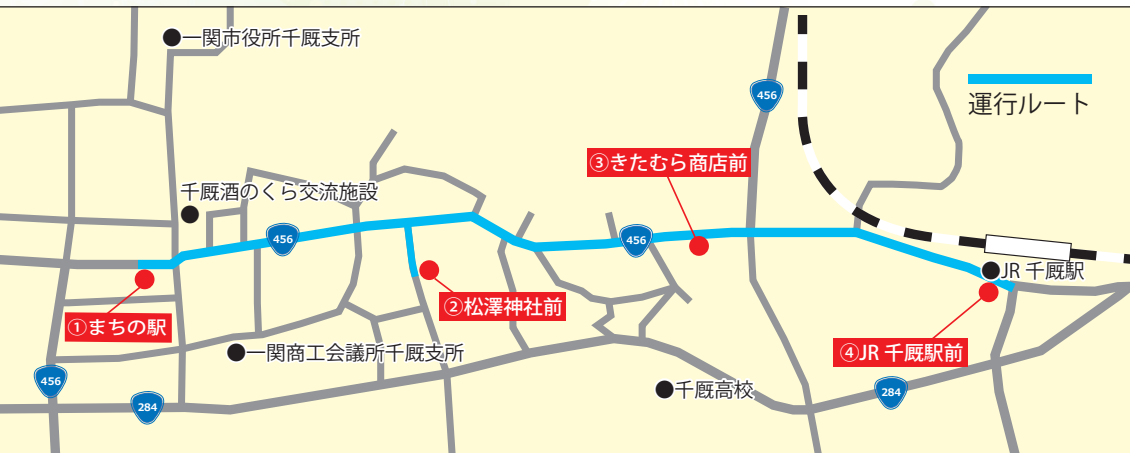 一関市役所千厩支所
456
運行ルート
③きたむら商店前
千厩酒のくら交流施設
456
456
JR 千厩駅
②松澤神社前
①まちの駅
④JR 千厩駅前
一関商工会議所千厩支所
456
284
千厩高校
284